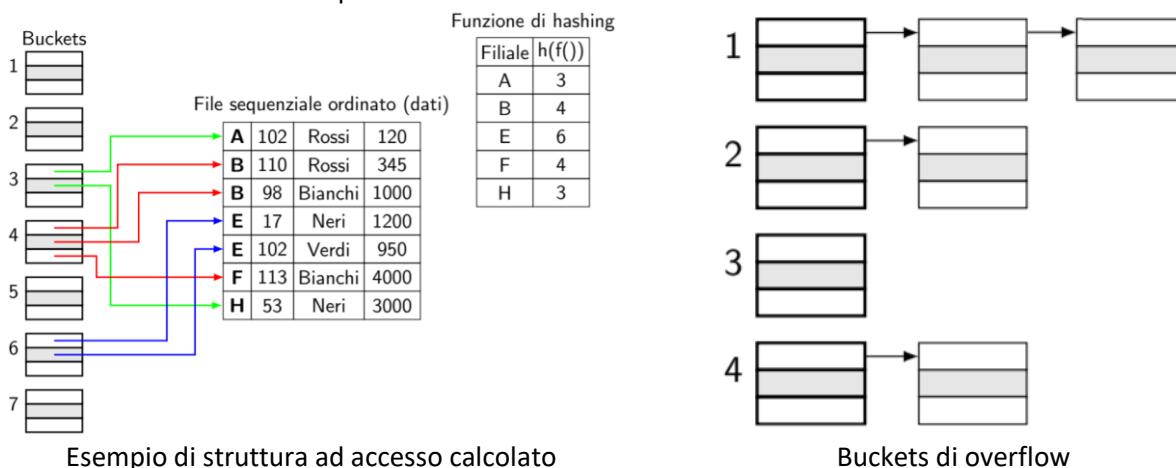 Funzione di hashing
Filiale h(f())
A 3
B 4
E 6
F 4
H 3
Buckets
1
2
3
4
5
6
7
File sequenziale ordinato (dati)
A 102 Rossi 120
B 110 Rossi 345
B 98 Bianchi 1000
E 17 Neri 1200
E 102 Verdi 950
F 113 Bianchi 4000
H 53 Neri 3000
Esempio di struttura ad accesso calcolato
1
2
3
4
Buckets di overflow